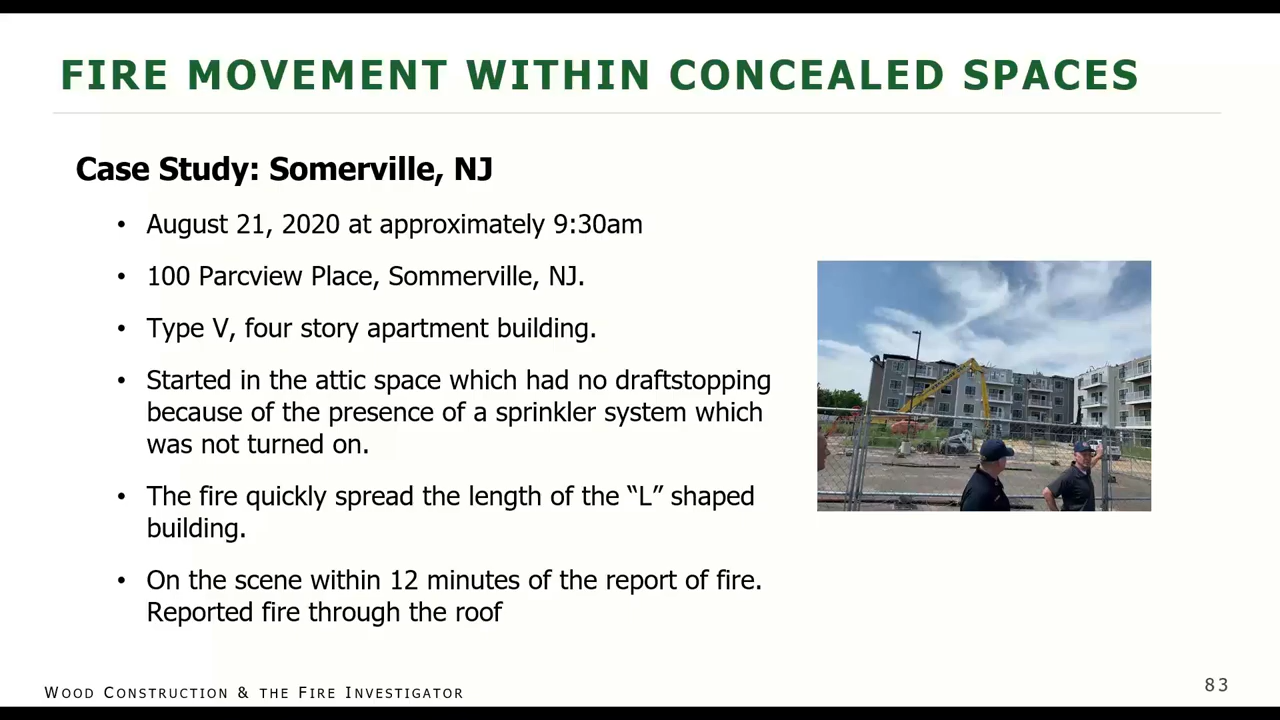 FIRE MOVEMENT WITHIN CONCEALED SPACES
Case Study: Somerville, NJ
• August 21, 2020 at approximately 9:30am
• 100 Parcview Place, Sommerville, NJ.
• Type V, four story apartment building.
• Started in the attic space which had no draftstopping
because of the presence of a sprinkler system which
was not turned on.
• The fire quickly spread the length of the “L” shaped
building.
• On the scene within 12 minutes of the report of fire.
Reported fire through the roof
WOOD CONSTRUCTION & THE FIRE INVESTIGATOR
83